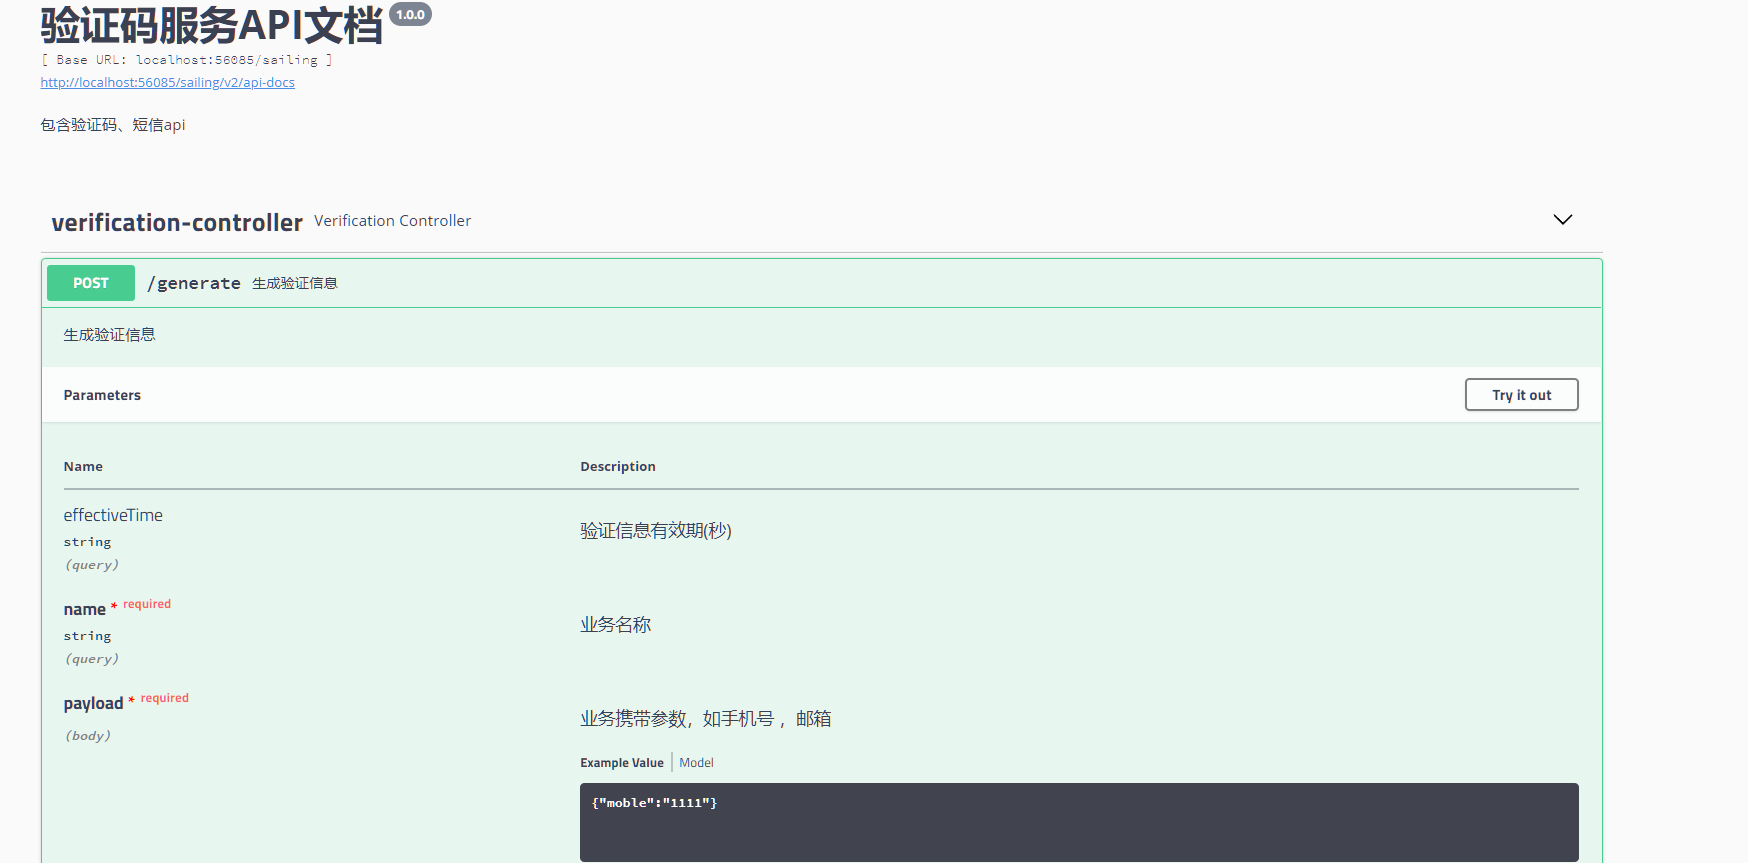 验证码服务API文档 1.0.0
[ Base URL: localhost:56085/sailing ]
http://localhost:56085/sailing/v2/api-docs
包含验证码、短信api
verification-controller Verification Controller
POST /generate 生成验证信息
生成验证信息
Parameters Try it out
Name Description
effectiveTime
string
(query)
验证信息有效期(秒)
name * required
string
(query)
业务名称
payload * required
(body)
业务携带参数，如手机号 ，邮箱
Example Value Model
{"moble":"1111"}